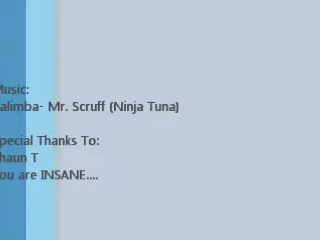 Music:
alimba- Mr. Scruff (Ninja Tuna)
pecial Thanks To:
haun T
ou are INSANE....